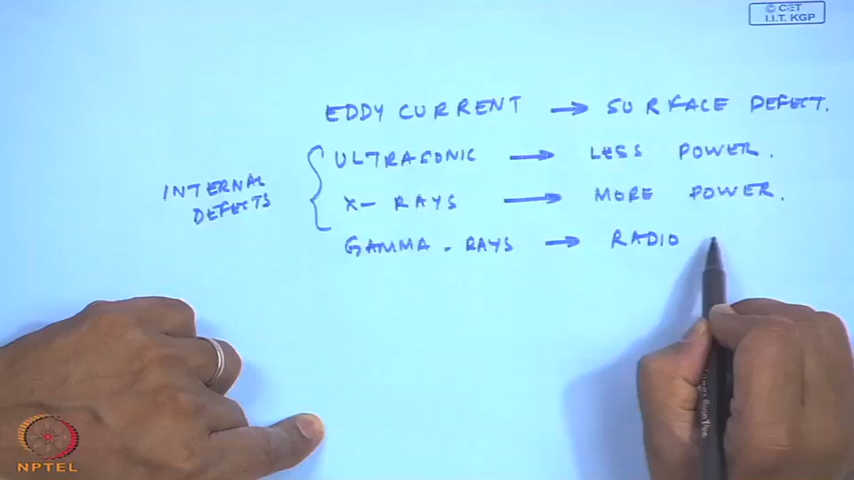 © CET
I.I.T. KGP
EDDY CURRENT → SURFACE DEFECT.
ULTRASONIC → LESS POWER.
INTERNAL DEFECTS
X- RAYS → MORE POWER.
GAMMA - RAYS → RADIO
NPTEL